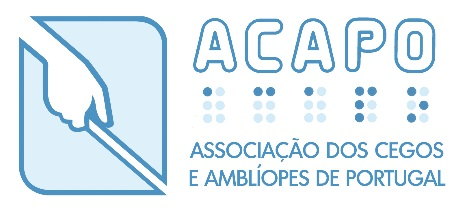 ACAPO
ASSOCIAÇÃO DOS CEGOS
E AMBLÍOPES DE PORTUGAL